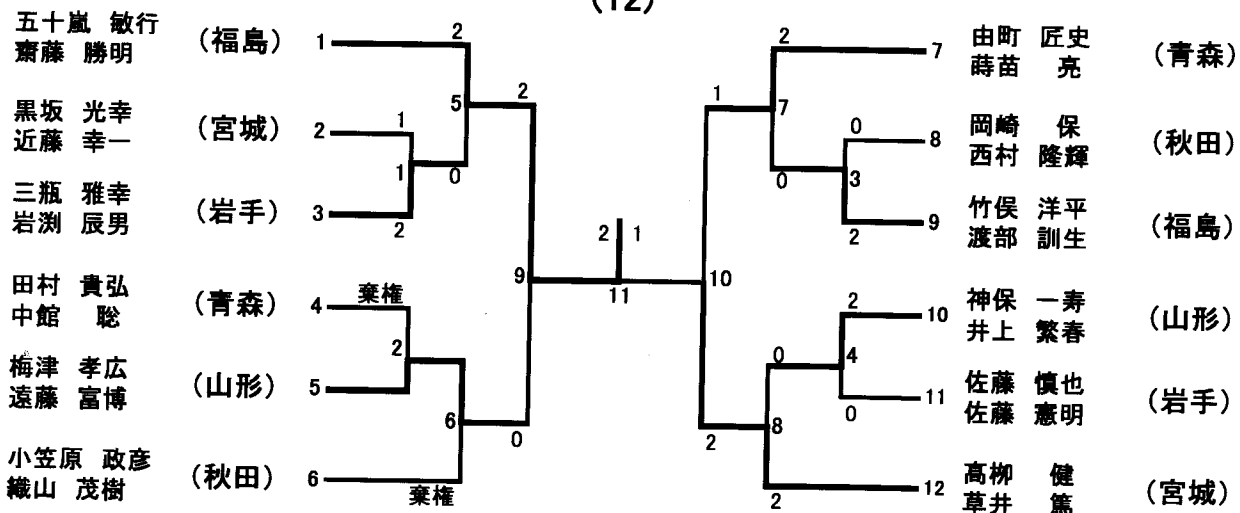 (12)
五十嵐 敏行
齋藤 勝明
(福島) 1 2
黒坂 光幸
近藤 幸一
(宮城) 2 1
三瓶 雅幸
岩渕 辰男
(岩手) 3 2
1 0
5 2
田村 貴弘
中館 聡
(青森) 4 棄権
梅津 孝広
遠藤 富博
(山形) 5
2
小笠原 政彦
織山 茂樹
(秋田) 6 棄権
6 0
9
2 1
11
由町 匠史
蒔苗 亮
2 7 (青森)
岡崎 保
西村 隆輝
0 8 (秋田)
竹俣 洋平
渡部 訓生
2 9 (福島)
0 3
1 7
10
神保 一寿
井上 繁春
2 10 (山形)
佐藤 慎也
佐藤 憲明
0 11 (岩手)
0 4
高柳 健
草井 篤
2 12 (宮城)
2 8